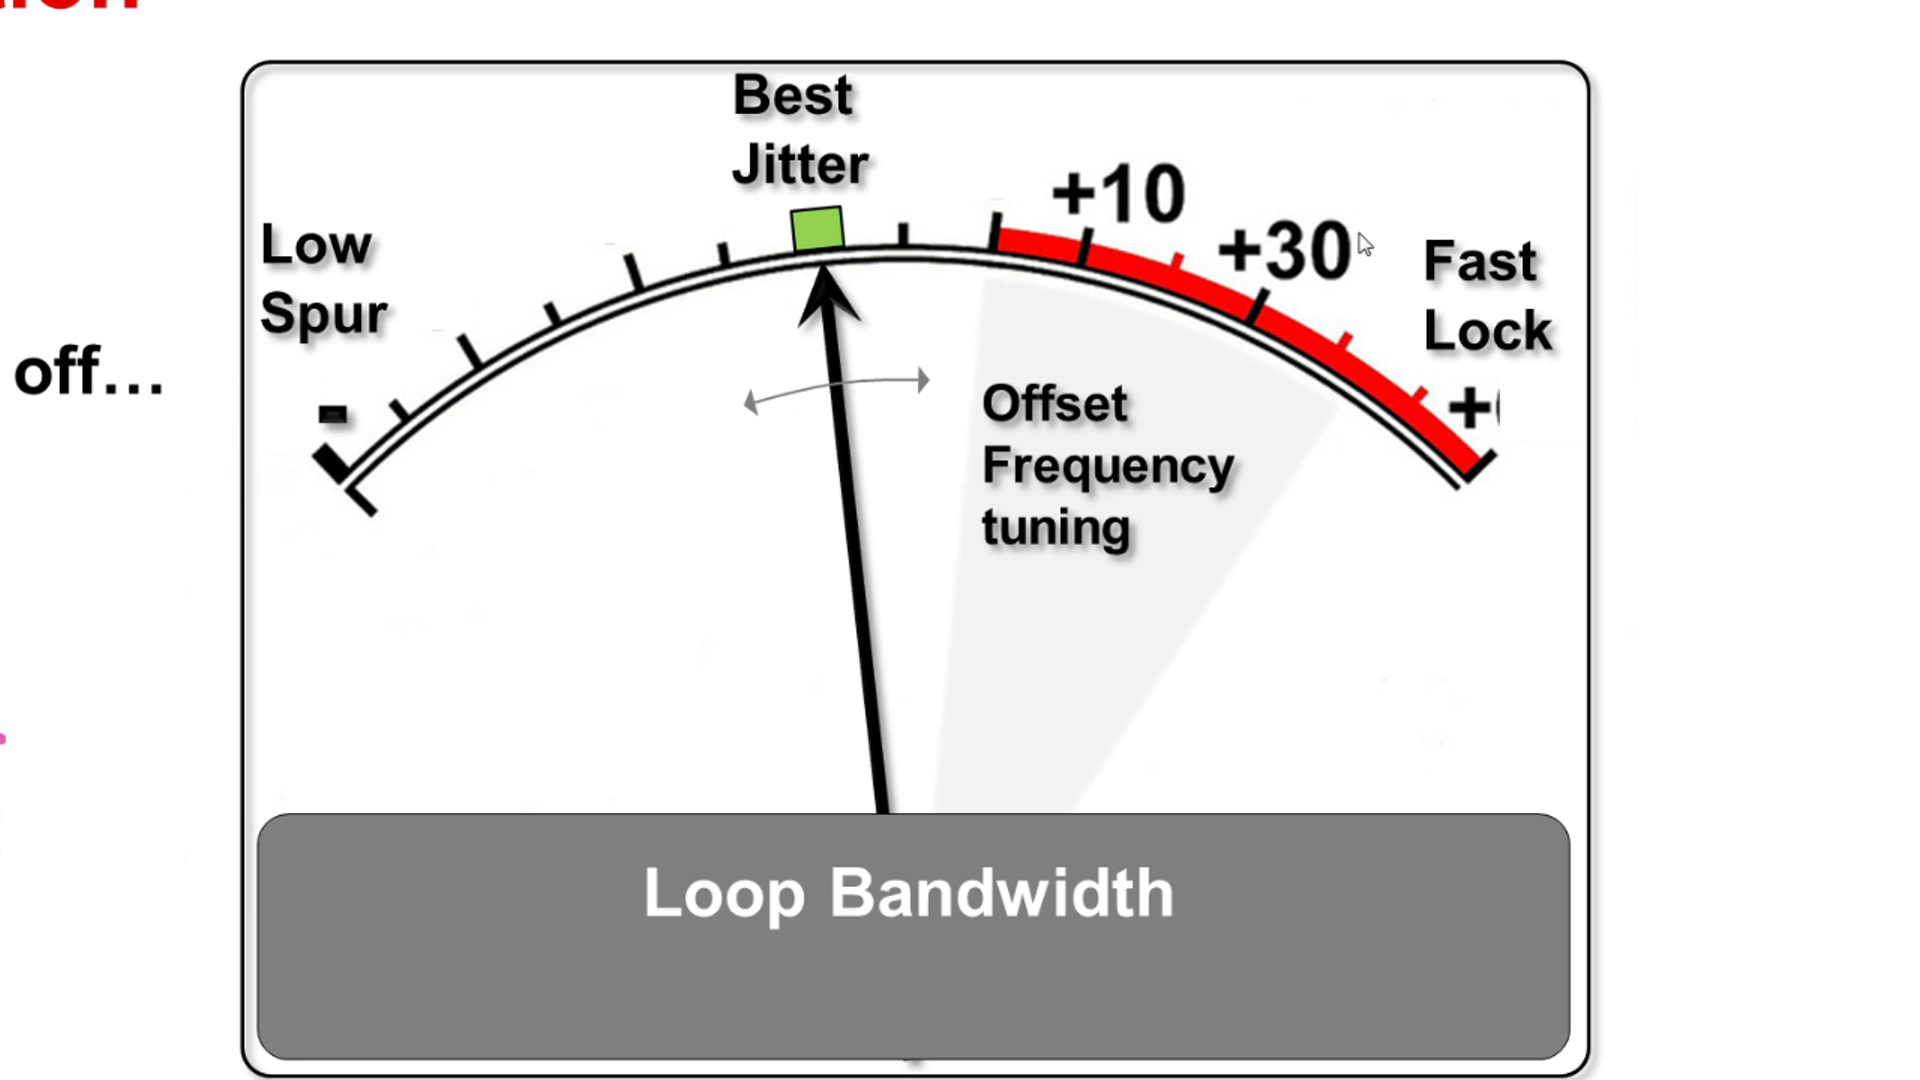 off...
Best
Jitter
Low
Spur
-
+10
+30
Fast
Lock
Offset
Frequency
tuning
Loop Bandwidth